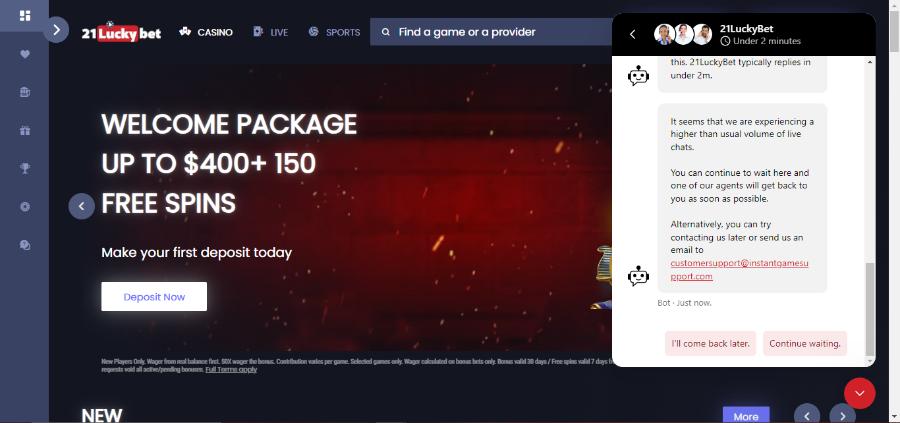 21Luckybet
CASINO
LIVE
SPORTS
Find a game or a provider
WELCOME PACKAGE
UP TO $400+ 150
FREE SPINS
Make your first deposit today
Deposit Now
New Players Only. Wager from real balance first. 50X wager the bonus. Contribution varies per game. Selected games only. Wager calculated on bonus bets only. Bonus valid 30 days / Free spins valid 7 days
requests void all active/pending bonuses. Full Terms apply
NEW
More
21LuckyBet
Under 2 minutes
this. 21LuckyBet typically replies in
under 2m.
It seems that we are experiencing a
higher than usual volume of live
chats.
You can continue to wait here and
one of our agents will get back to
you as soon as possible.
Alternatively, you can try
contacting us later or send us an
email to
customersupport@instantgamesu
pport.com
Bot · Just now.
I'll come back later.
Continue waiting.